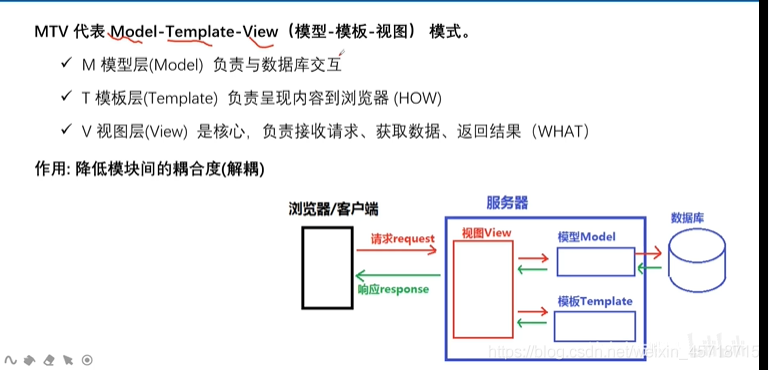 MTV 代表 Model-Template-View（模型-模板-视图） 模式。
✓ M 模型层(Model) 负责与数据库交互
✓ T 模板层(Template) 负责呈现内容到浏览器 (HOW)
✓ V 视图层(View) 是核心，负责接收请求、获取数据、返回结果（WHAT）
作用: 降低模块间的耦合度(解耦)
浏览器/客户端
服务器
数据库
请求request
视图View
模型Model
响应response
模板Template
https://blog.csdn.net/weixin_45718715